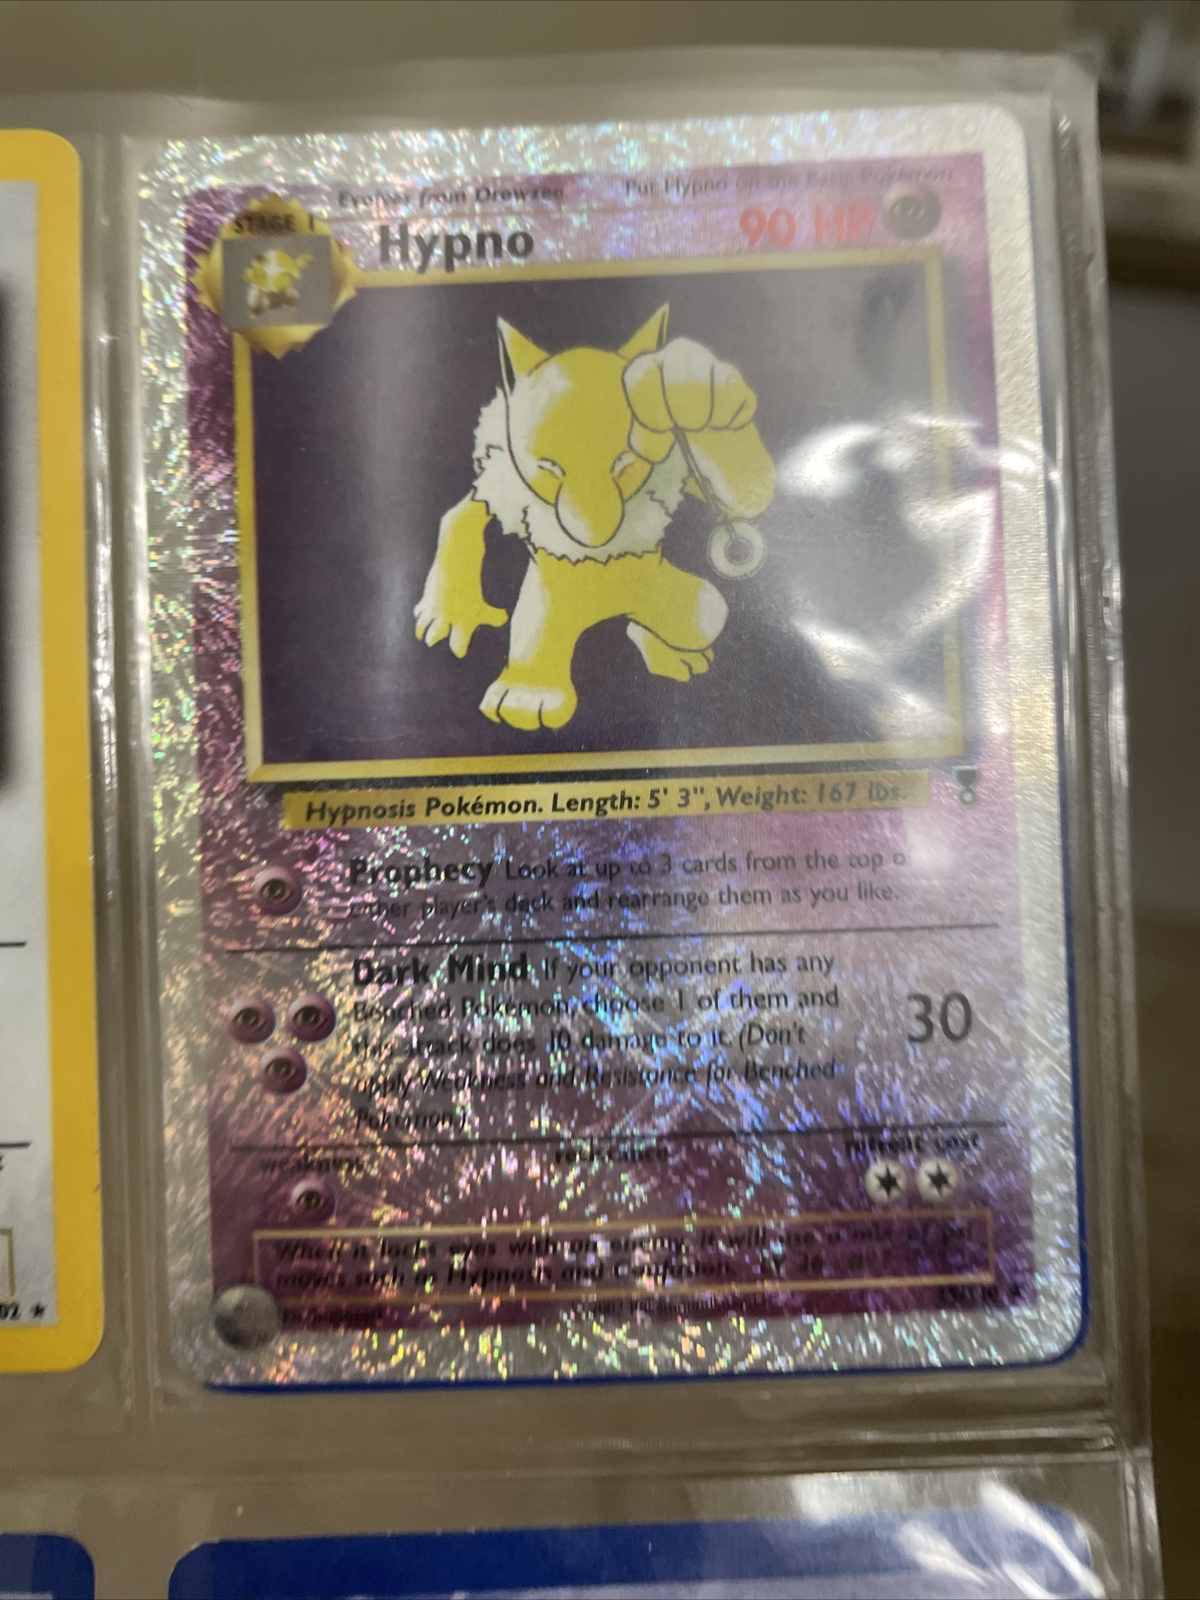 Evolves from Drowzee Put Hypno on the Basic Pokémon
STAGE 1
Hypno 90 HP
Hypnosis Pokémon. Length: 5' 3", Weight: 167 lbs.
Prophecy Look at up to 3 cards from the top o
either player's deck and rearrange them as you like.
Dark Mind If your opponent has any
Benched Pokémon, choose 1 of them and
this attack does 10 damage to it. (Don't
apply Weakness and Resistance for Benched
Pokémon.)
30
weakness resistance retreat cost
When it locks eyes with an enemy, it will use a mix of psi
moves such as Hypnosis and Confusion.
©2002
02 ★